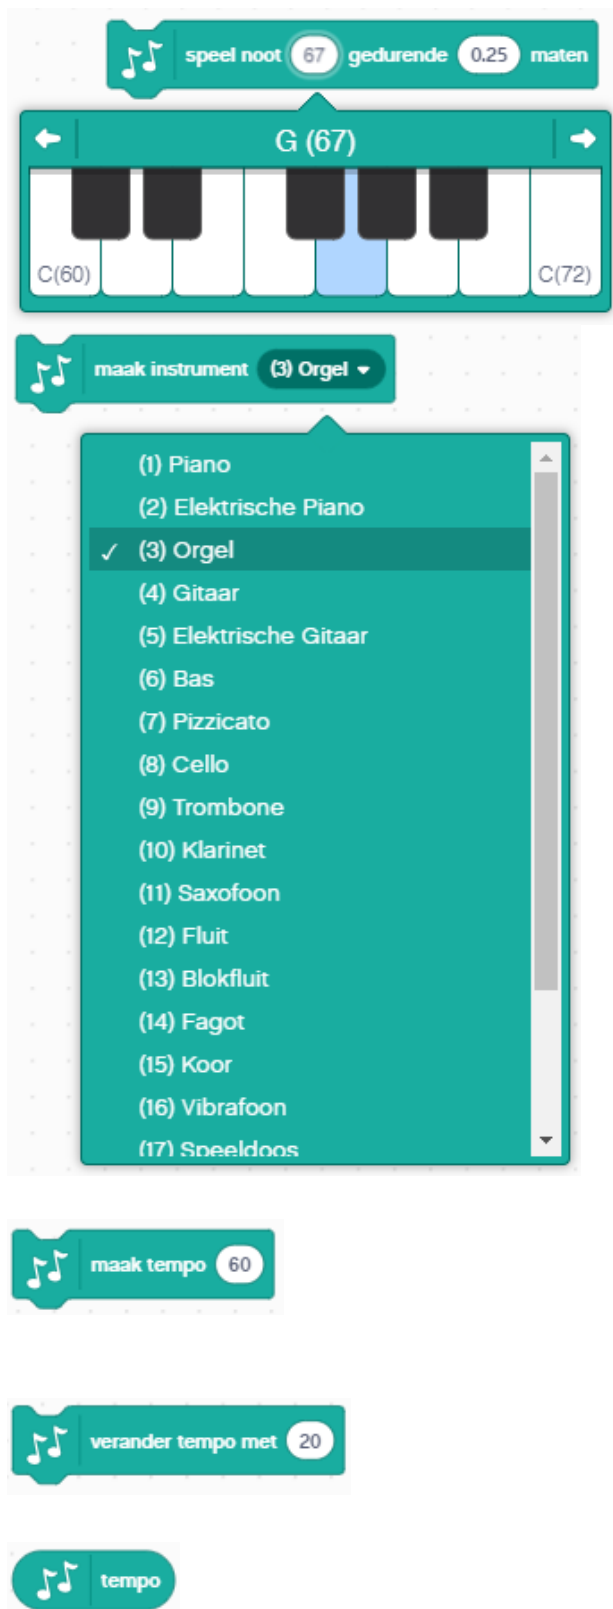 speel noot 67 gedurende 0.25 maten
G (67)
C(60) C(72)
maak instrument (3) Orgel
(1) Piano
(2) Elektrische Piano
✓ (3) Orgel
(4) Gitaar
(5) Elektrische Gitaar
(6) Bas
(7) Pizzicato
(8) Cello
(9) Trombone
(10) Klarinet
(11) Saxofoon
(12) Fluit
(13) Blokfluit
(14) Fagot
(15) Koor
(16) Vibrafoon
(17) Speeldoos
maak tempo 60
verander tempo met 20
tempo